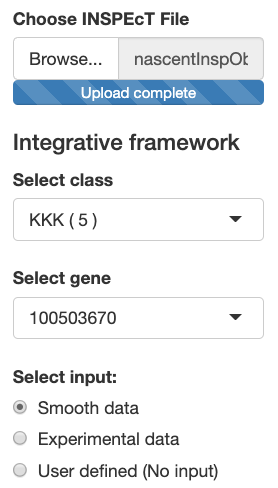 Choose INSPEcT File
Browse... nascentInspOb
Upload complete
Integrative framework
Select class
KKK ( 5 )
Select gene
100503670
Select input:
Smooth data
Experimental data
User defined (No input)